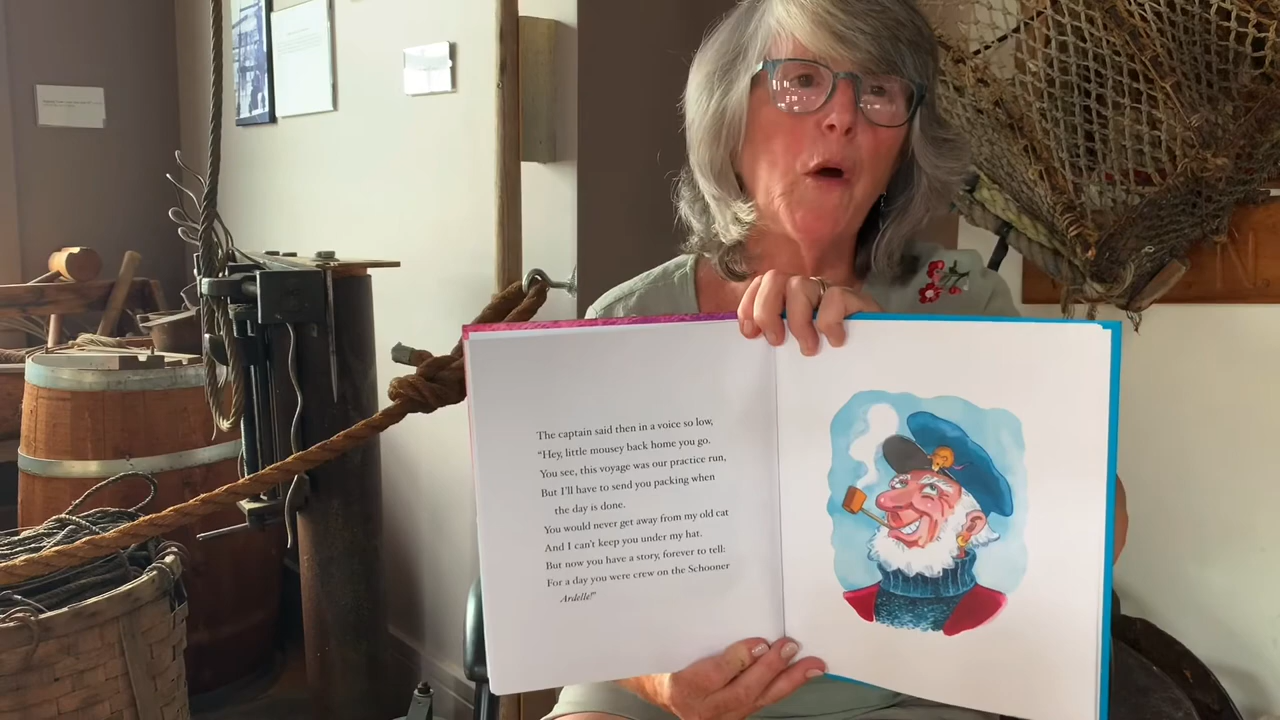 The captain said then in a voice so low,
“Hey, little mousey back home you go.
You see, this voyage was our practice run,
But I’ll have to send you packing when
the day is done.
You would never get away from my old cat
And I can’t keep you under my hat.
But now you have a story, forever to tell:
For a day you were crew on the Schooner
Ardelle!”